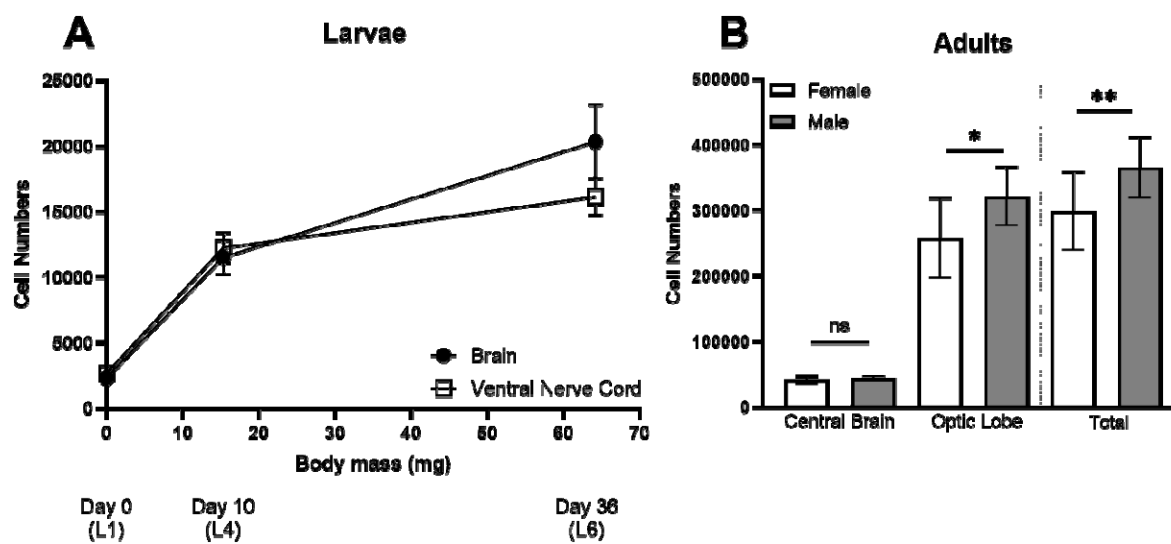 A
Larvae
25000
20000
15000
10000
5000
0
Cell Numbers
Brain
Ventral Nerve Cord
0 10 20 30 40 50 60 70
Body mass (mg)
Day 0 Day 10 Day 36
(L1) (L4) (L6)
B
Adults
500000
400000
300000
200000
100000
0
Cell Numbers
Female
Male
ns
*
**
Central Brain Optic Lobe Total